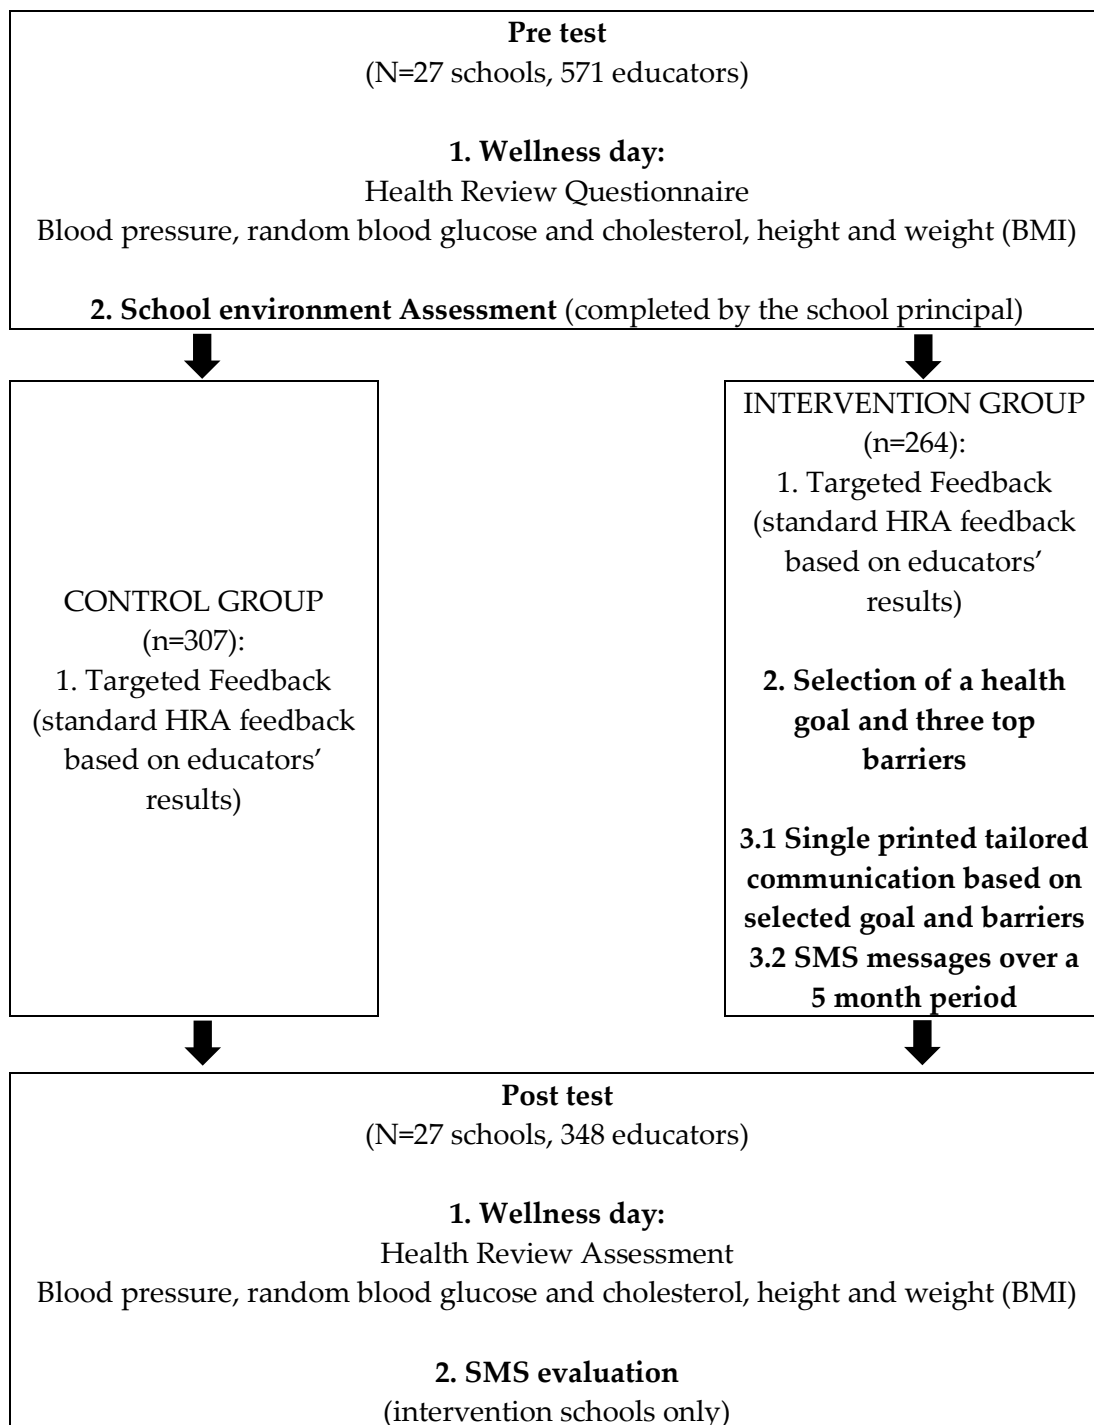 Pre test
(N=27 schools, 571 educators)
1. Wellness day:
Health Review Questionnaire
Blood pressure, random blood glucose and cholesterol, height and weight (BMI)
2. School environment Assessment (completed by the school principal)
CONTROL GROUP
(n=307):
1. Targeted Feedback
(standard HRA feedback
based on educators’
results)
INTERVENTION GROUP
(n=264):
1. Targeted Feedback
(standard HRA feedback
based on educators’
results)
2. Selection of a health
goal and three top
barriers
3.1 Single printed tailored
communication based on
selected goal and barriers
3.2 SMS messages over a
5 month period
Post test
(N=27 schools, 348 educators)
1. Wellness day:
Health Review Assessment
Blood pressure, random blood glucose and cholesterol, height and weight (BMI)
2. SMS evaluation
(intervention schools only)